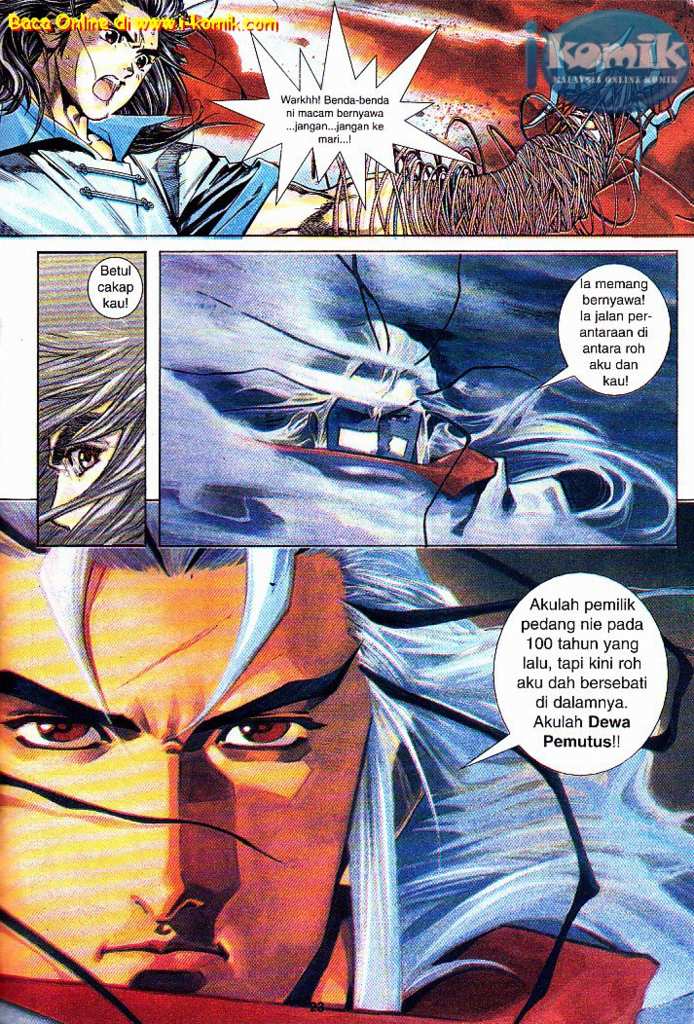 Baca Online di www.i-komik.com
ikomik
MALAYSIA ONLINE KOMIK
Warkhh! Benda-benda
ni macam bernyawa
...jangan...jangan ke
mari...!
Betul
cakap
kau!
Ia memang
bernyawa!
Ia jalan per-
antaraan di
antara roh
aku dan
kau!
Akulah pemilik
pedang nie pada
100 tahun yang
lalu, tapi kini roh
aku dah bersebati
di dalamnya.
Akulah Dewa
Pemutus!!
23